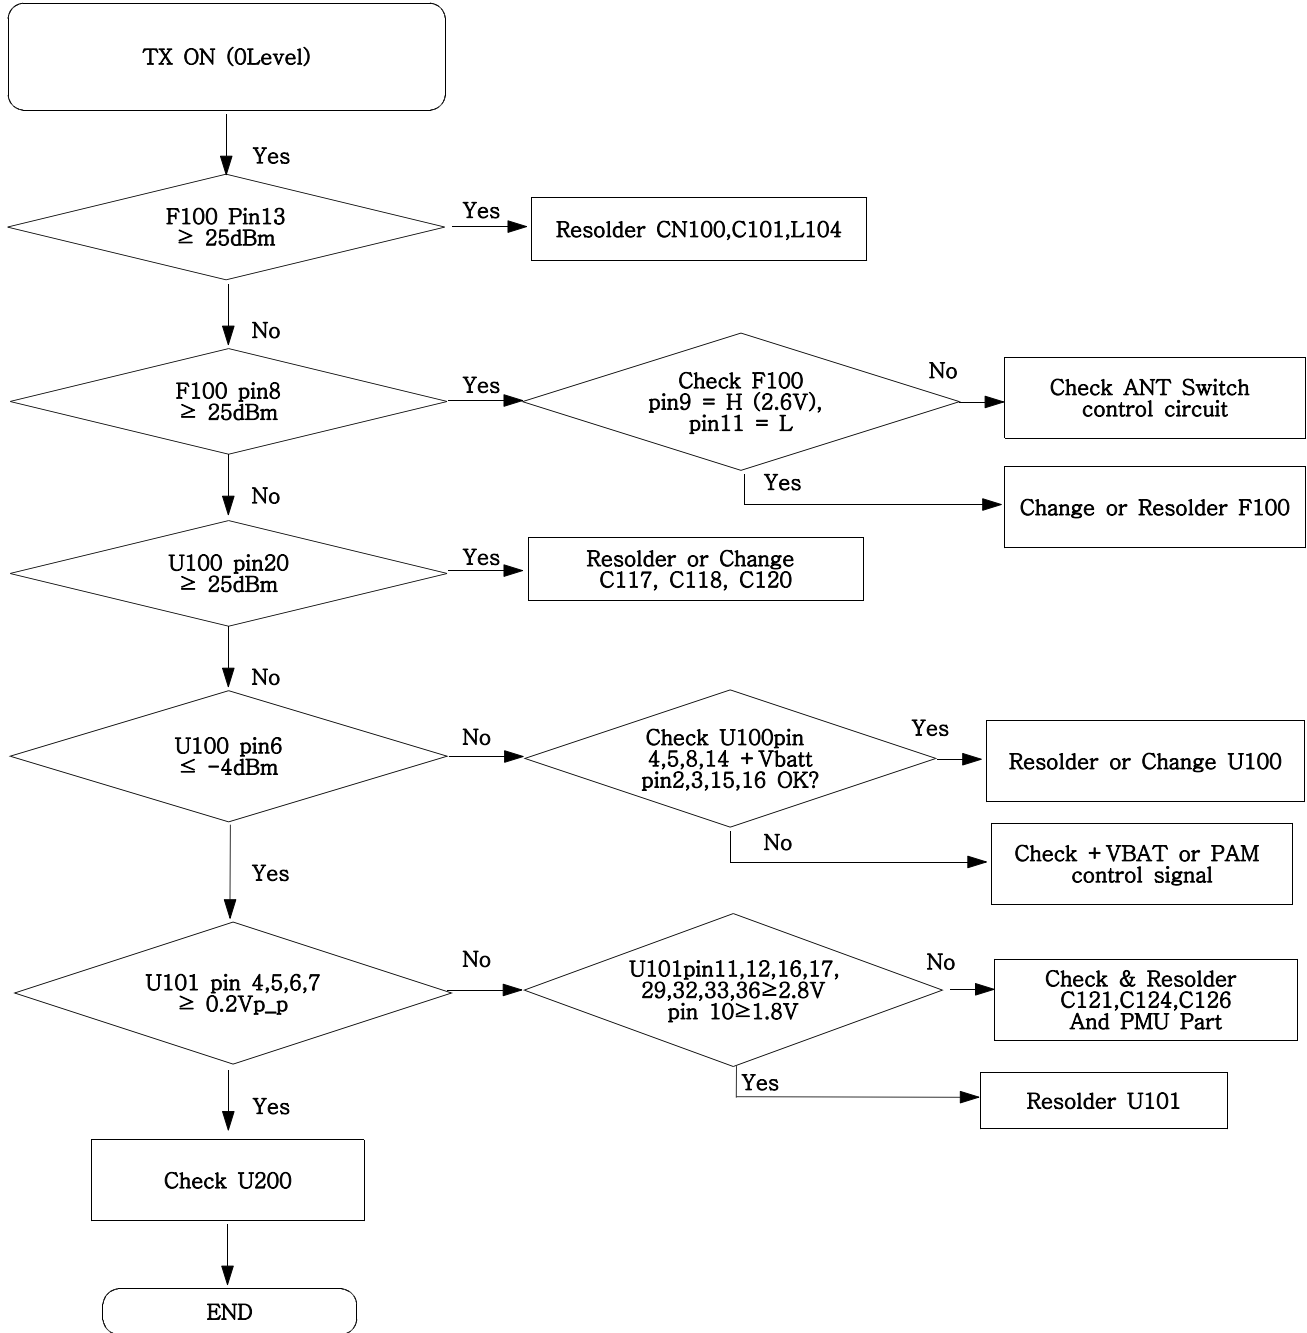 TX ON (0Level)
Yes
F100 Pin13
≥ 25dBm
Yes
Resolder CN100,C101,L104
No
F100 pin8
≥ 25dBm
Yes
Check F100
pin9 = H (2.6V),
pin11 = L
No
Check ANT Switch
control circuit
Yes
Change or Resolder F100
No
U100 pin20
≥ 25dBm
Yes
Resolder or Change
C117, C118, C120
No
U100 pin6
≤ -4dBm
No
Check U100pin
4,5,8,14 +Vbatt
pin2,3,15,16 OK?
Yes
Resolder or Change U100
No
Check +VBAT or PAM
control signal
Yes
U101 pin 4,5,6,7
≥ 0.2Vp_p
No
U101pin11,12,16,17,
29,32,33,36≥2.8V
pin 10≥1.8V
No
Check & Resolder
C121,C124,C126
And PMU Part
Yes
Resolder U101
Yes
Check U200
END